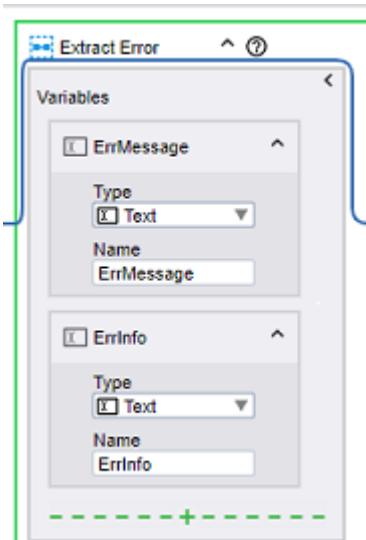 Extract Error
Variables
ErrMessage
Type
Text
Name
ErrMessage
ErrInfo
Type
Text
Name
ErrInfo